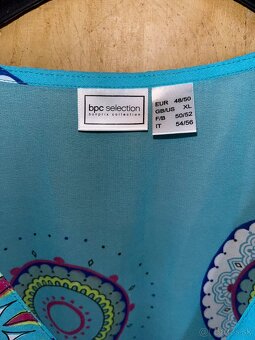 bpc selection
bonprix collection
EUR 48/50
GB/US XL
F/B 50/52
IT 54/56